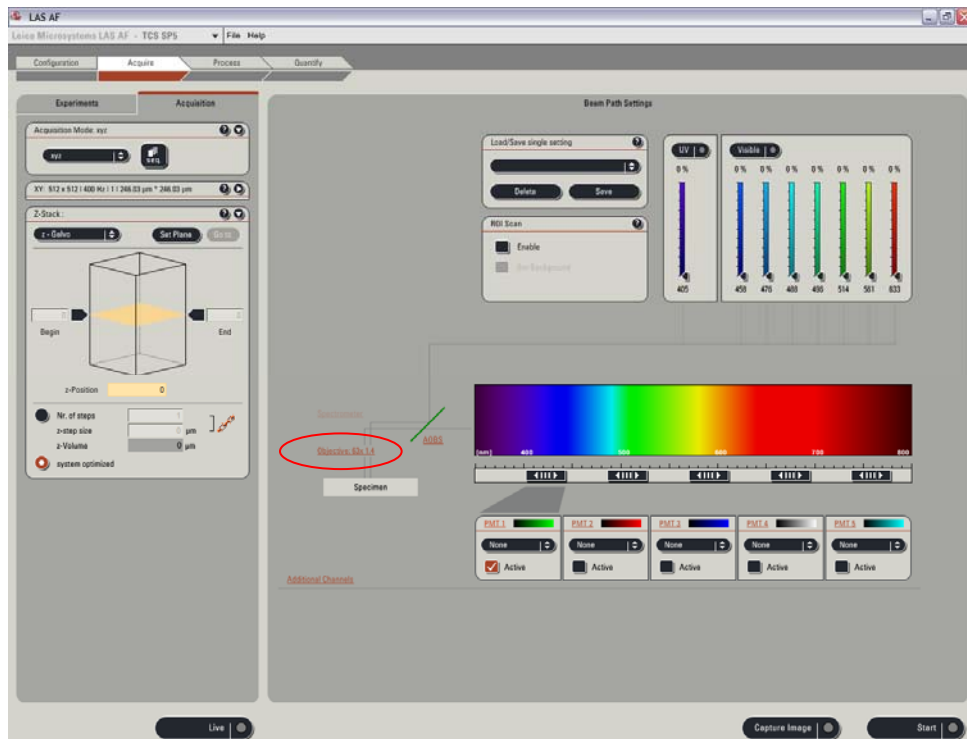 LAS AF
Leica Microsystems LAS AF - TCS SP5 File Help
Configuration Acquire Process Quantify
Experiments Acquisition
Beam Path Settings
Acquisition Mode: xyz
xyz
seq
XY: 512 x 512 | 400 Hz | 1 | 246.03 µm * 246.03 µm
Z-Stack:
z - Galvo Set Plane Go to
Begin End
z-Position 0
Nr. of steps 1
z-step size 0 µm
z-Volume 0 µm
system optimized
Load/Save single setting
Delete Save
ROI Scan
Enable
Set Background
UV Visible
0 % 0 % 0 % 0 % 0 % 0 % 0 % 0 %
405 458 476 488 496 514 561 633
AOBS
Objective: 63x 1.4
Specimen
[nm] 400 500 600 700 800
PMT 1 PMT 2 PMT 3 PMT 4 PMT 5
None None None None None
Active Active Active Active Active
Additional Channels
Live Capture Image Start